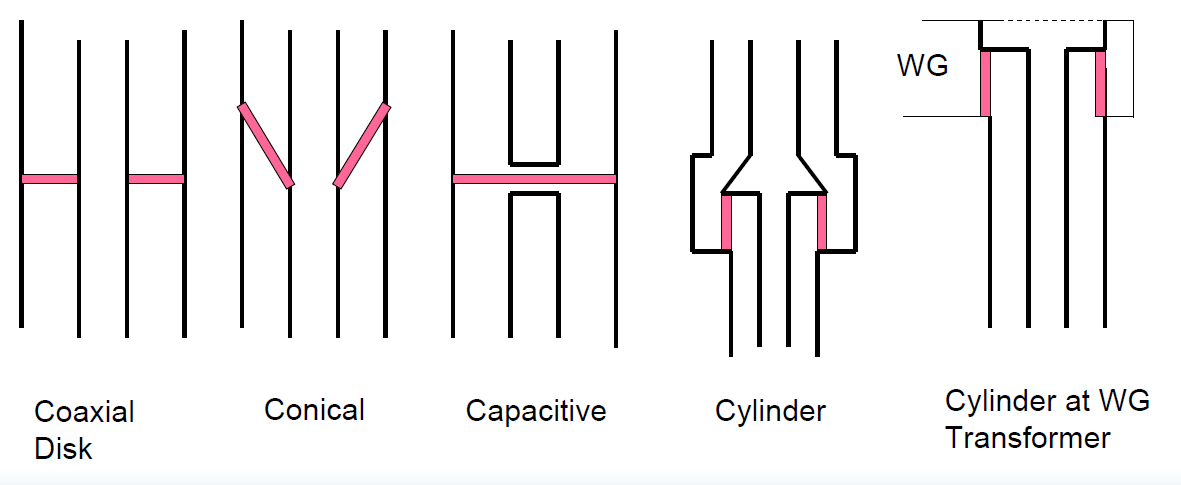 WG
Coaxial
Disk
Conical
Capacitive
Cylinder
Cylinder at WG
Transformer